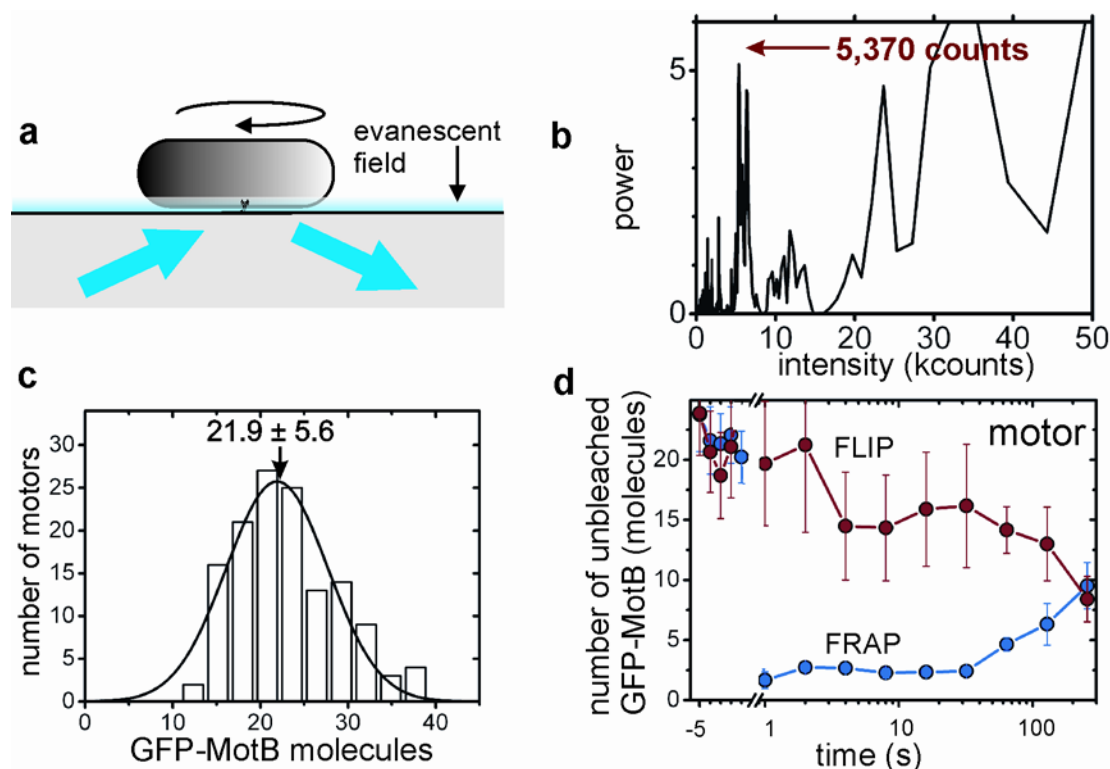 a
evanescent
field
b
5,370 counts
power
5
0
0 10 20 30 40 50
intensity (kcounts)
c
21.9 ± 5.6
number of motors
30
25
20
15
10
5
0
0 10 20 30 40
GFP-MotB molecules
d
number of unbleached
GFP-MotB (molecules)
20
15
10
5
0
motor
FLIP
FRAP
-5 1 10 100
time (s)